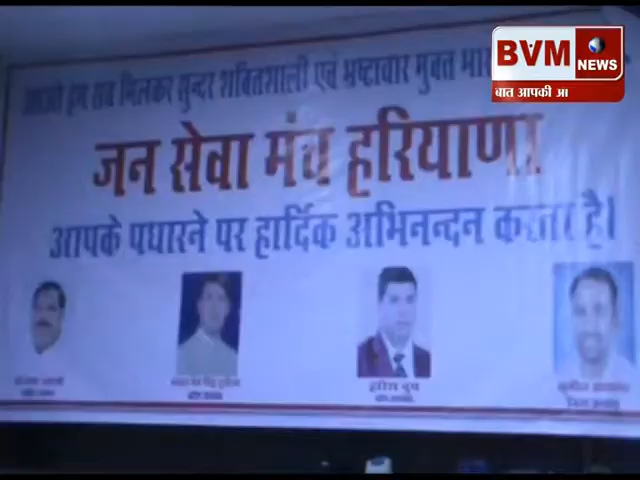 BVM NEWS
बात आपकी आ
आओ हम सब मिलकर सुन्दर शक्तिशाली एवं भ्रष्टाचार मुक्त भा
जन सेवा मंच हरियाणा
आपके पधारने पर हार्दिक अभिनन्दन करता है।